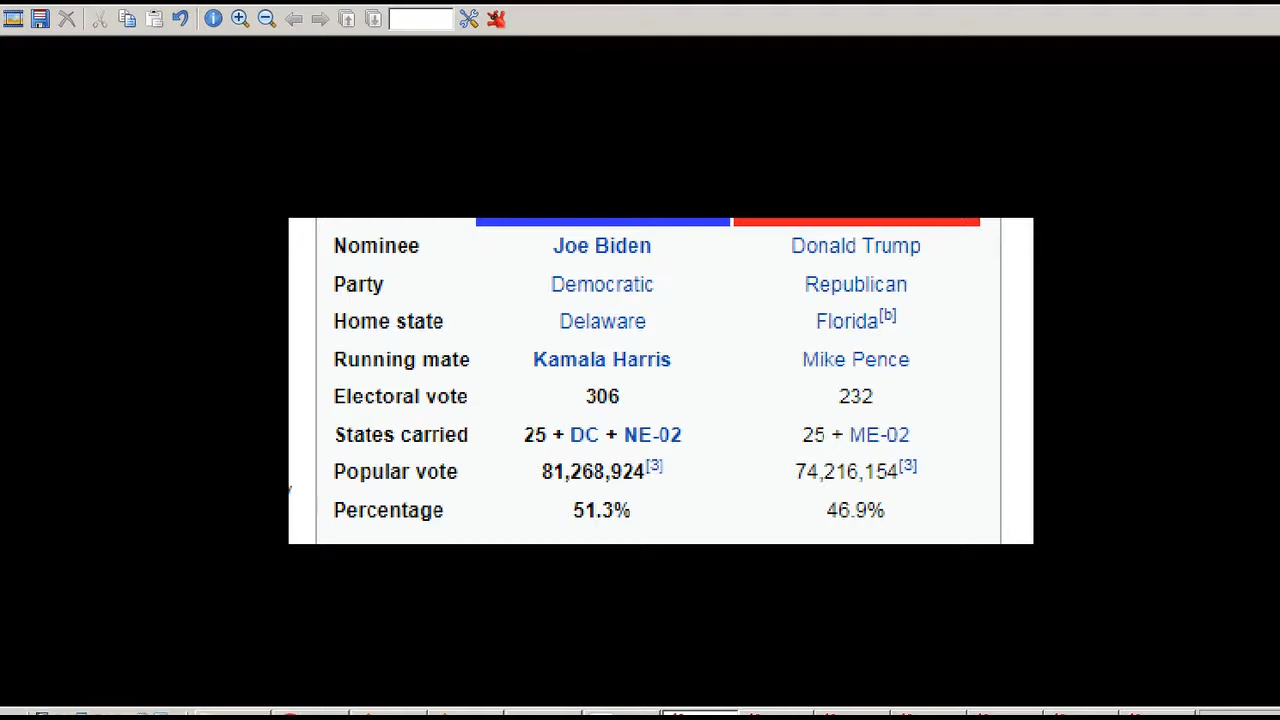 Nominee Joe Biden Donald Trump
Party Democratic Republican
Home state Delaware Florida[b]
Running mate Kamala Harris Mike Pence
Electoral vote 306 232
States carried 25 + DC + NE-02 25 + ME-02
Popular vote 81,268,924[3] 74,216,154[3]
Percentage 51.3% 46.9%